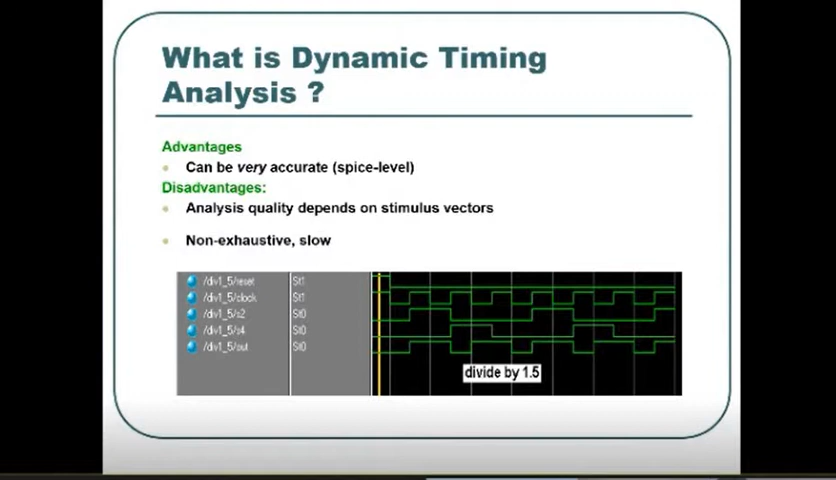 What is Dynamic Timing
Analysis ?
Advantages
Can be very accurate (spice-level)
Disadvantages:
Analysis quality depends on stimulus vectors
Non-exhaustive, slow
/div1_5/reset St1
/div1_5/clock St1
/div1_5/s2 St0
/div1_5/s4 St0
/div1_5/out St0
divide by 1.5